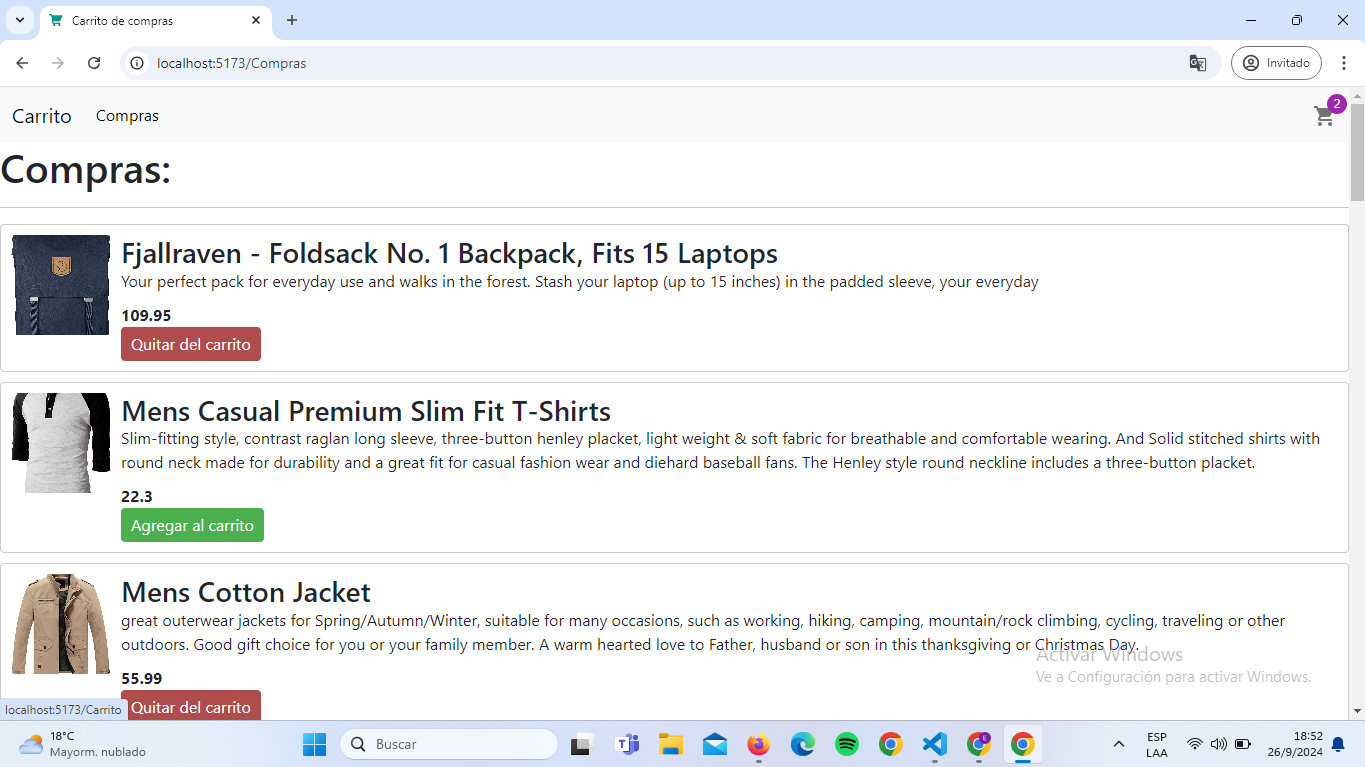 Carrito de compras
localhost:5173/Compras
Invitado
Carrito
Compras
2
Compras:
Fjallraven - Foldsack No. 1 Backpack, Fits 15 Laptops
Your perfect pack for everyday use and walks in the forest. Stash your laptop (up to 15 inches) in the padded sleeve, your everyday
109.95
Quitar del carrito
Mens Casual Premium Slim Fit T-Shirts
Slim-fitting style, contrast raglan long sleeve, three-button henley placket, light weight & soft fabric for breathable and comfortable wearing. And Solid stitched shirts with
round neck made for durability and a great fit for casual fashion wear and diehard baseball fans. The Henley style round neckline includes a three-button placket.
22.3
Agregar al carrito
Mens Cotton Jacket
great outerwear jackets for Spring/Autumn/Winter, suitable for many occasions, such as working, hiking, camping, mountain/rock climbing, cycling, traveling or other
outdoors. Good gift choice for you or your family member. A warm hearted love to Father, husband or son in this thanksgiving or Christmas Day.
55.99
Quitar del carrito
Activar Windows
Ve a Configuración para activar Windows.
localhost:5173/Carrito
18°C
Mayorm. nublado
Buscar
ESP
LAA
18:52
26/9/2024